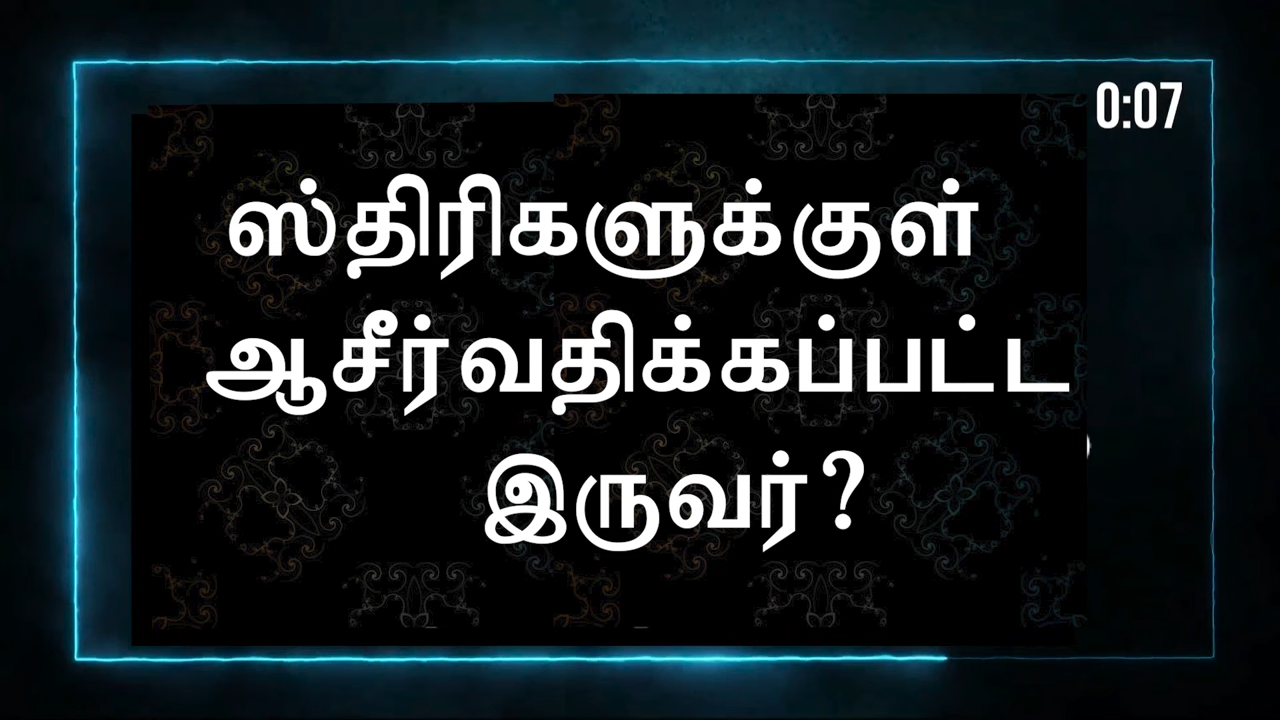 0:07
ஸ்திரிகளுக்குள்
ஆசீர்வதிக்கப்பட்ட
இருவர்?